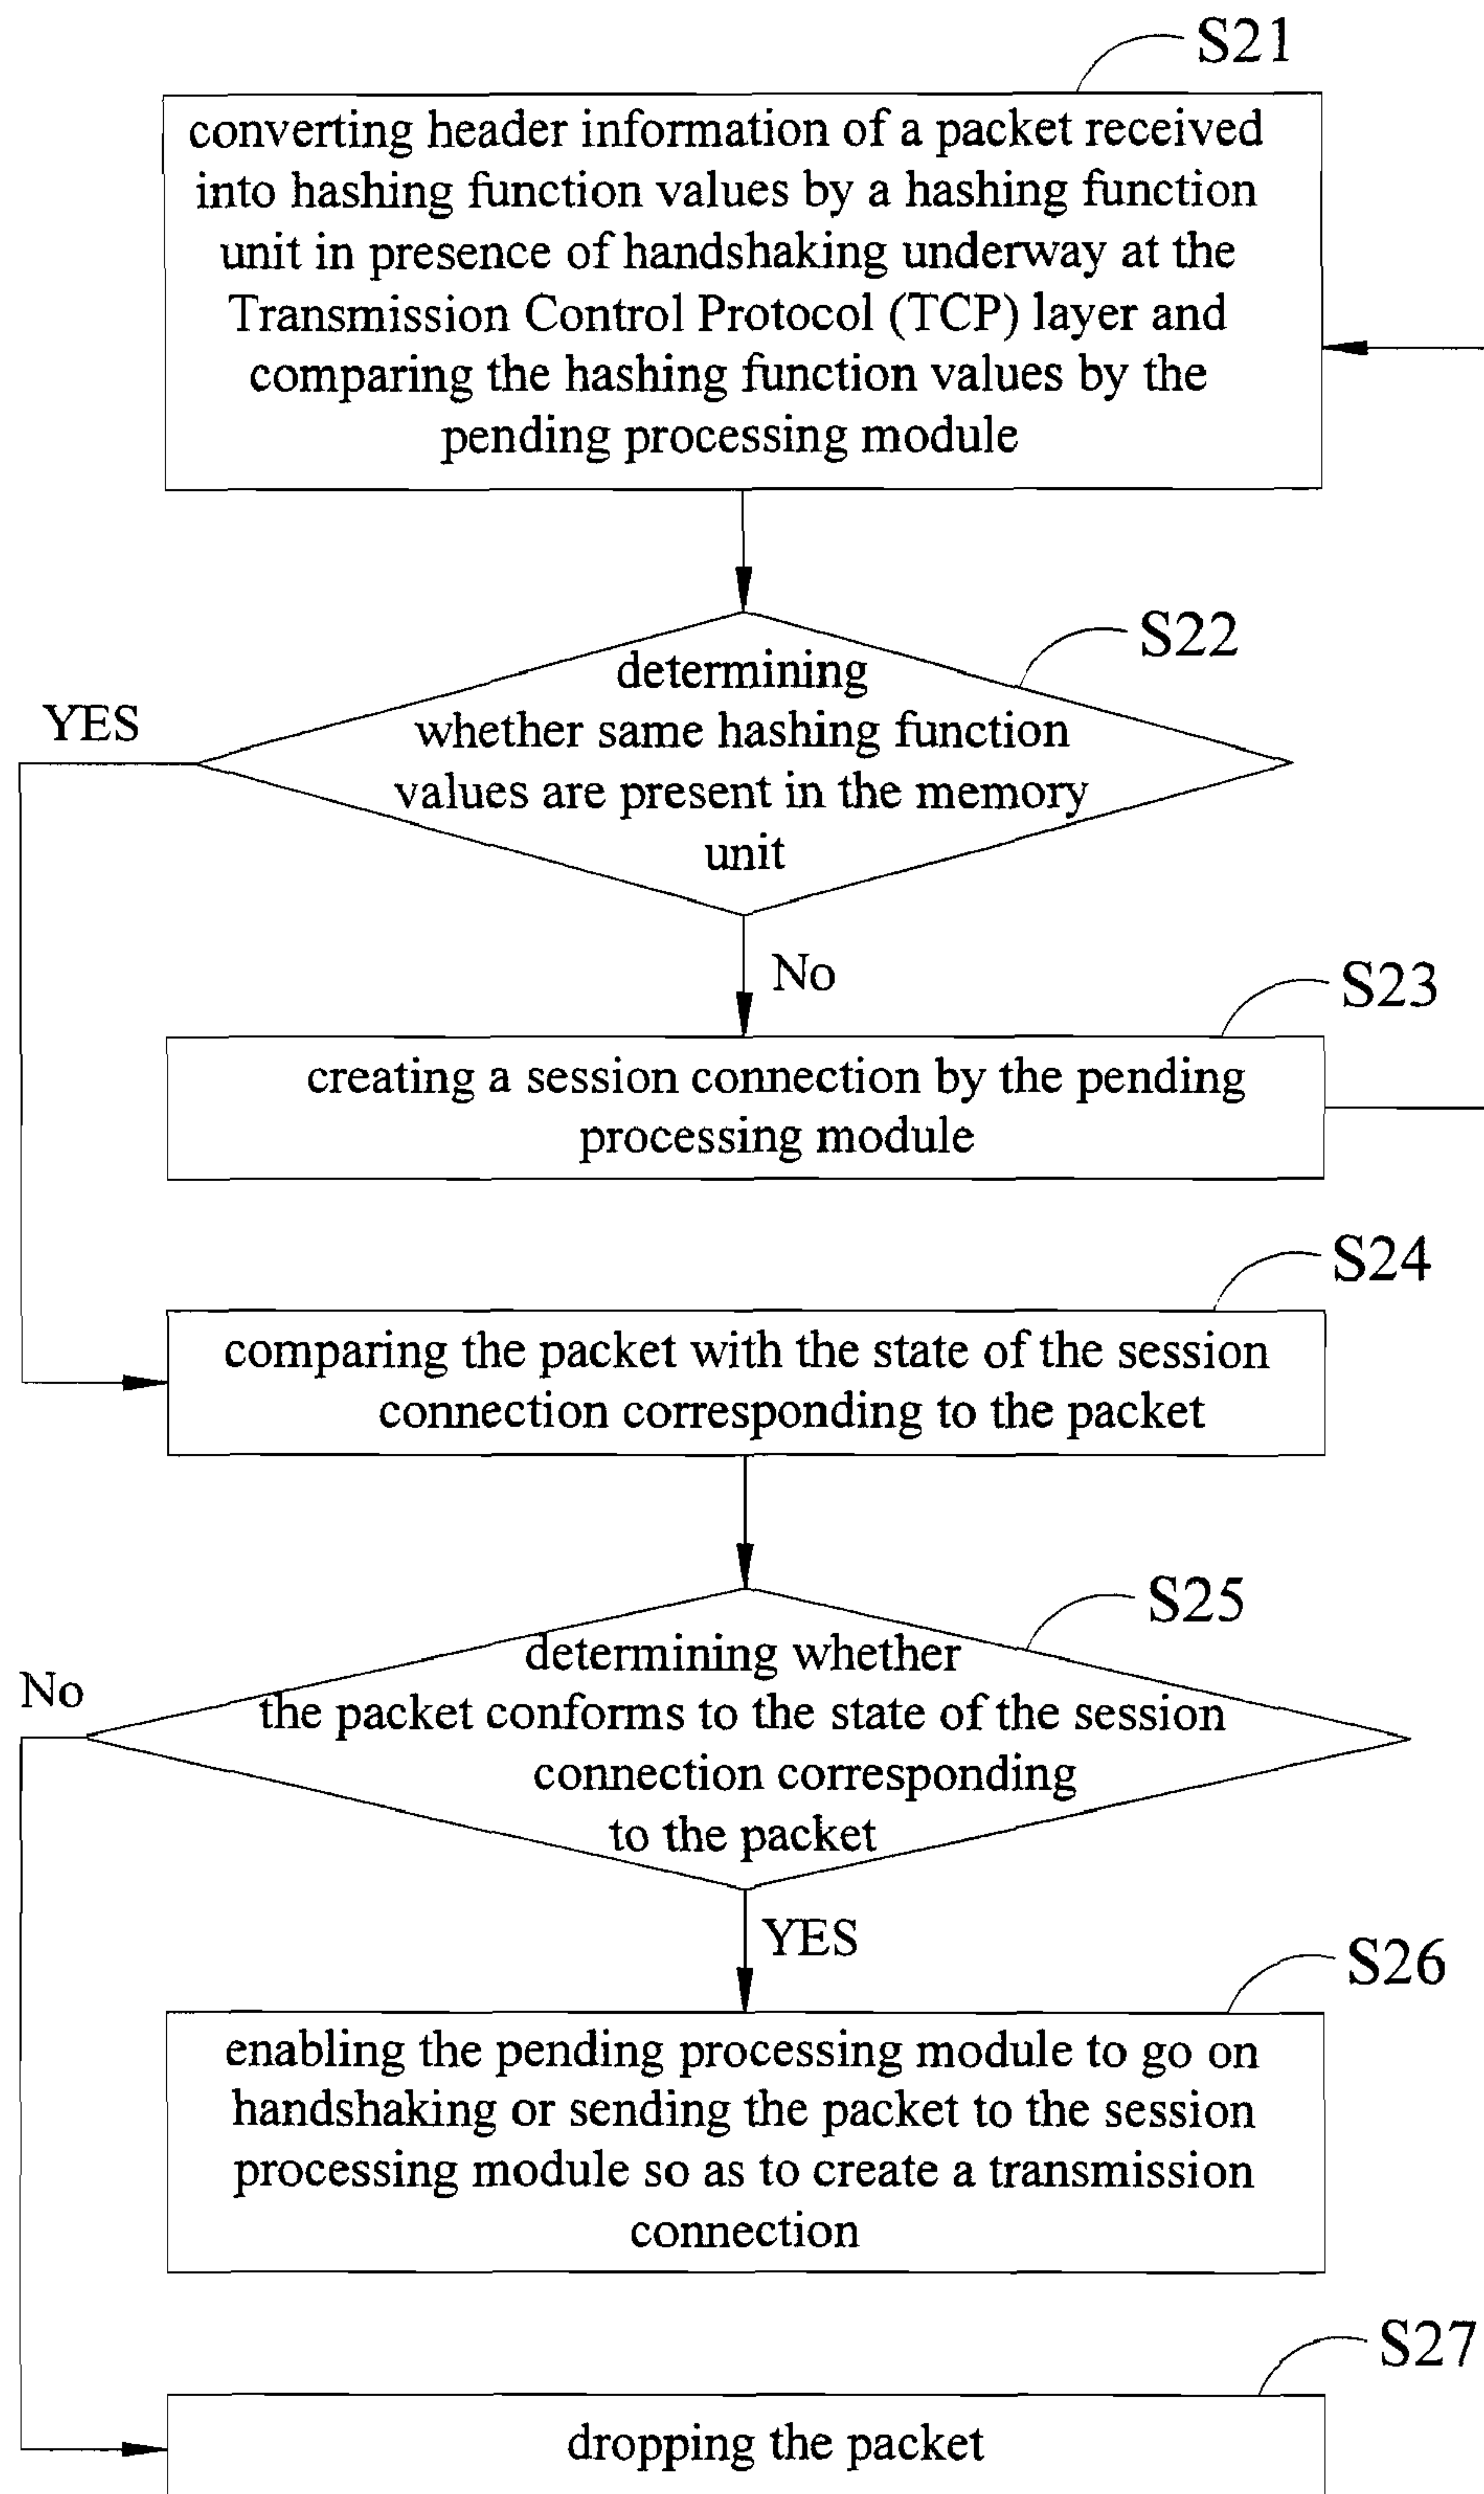 S21
converting header information of a packet received
into hashing function values by a hashing function
unit in presence of handshaking underway at the
Transmission Control Protocol (TCP) layer and
comparing the hashing function values by the
pending processing module
S22
determining
YES
whether same hashing function
values are present in the memory
unit
No
S23
creating a session connection by the pending
processing module
S24
comparing the packet with the state of the session
connection corresponding to the packet
S25
determining whether
No
the packet conforms to the state of the session
connection corresponding
to the packet
YES
S26
enabling the pending processing module to go on
handshaking or sending the packet to the session
processing module so as to create a transmission
connection
S27
dropping the packet